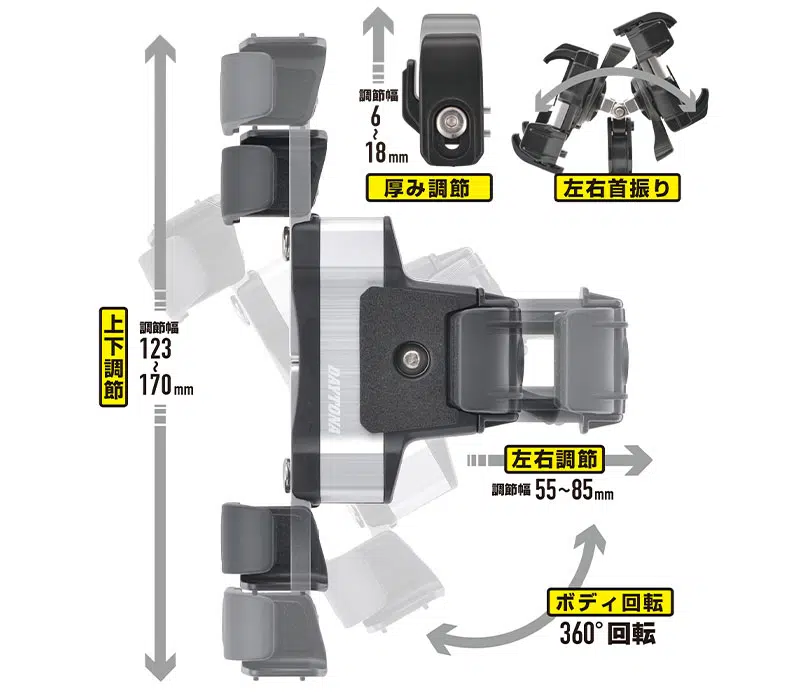 調節幅
6
~
18mm
厚み調節
左右首振り
上下調節
調節幅
123
~
170mm
DAYTONA
左右調節
調節幅 55~85mm
ボディ回転
360°回転